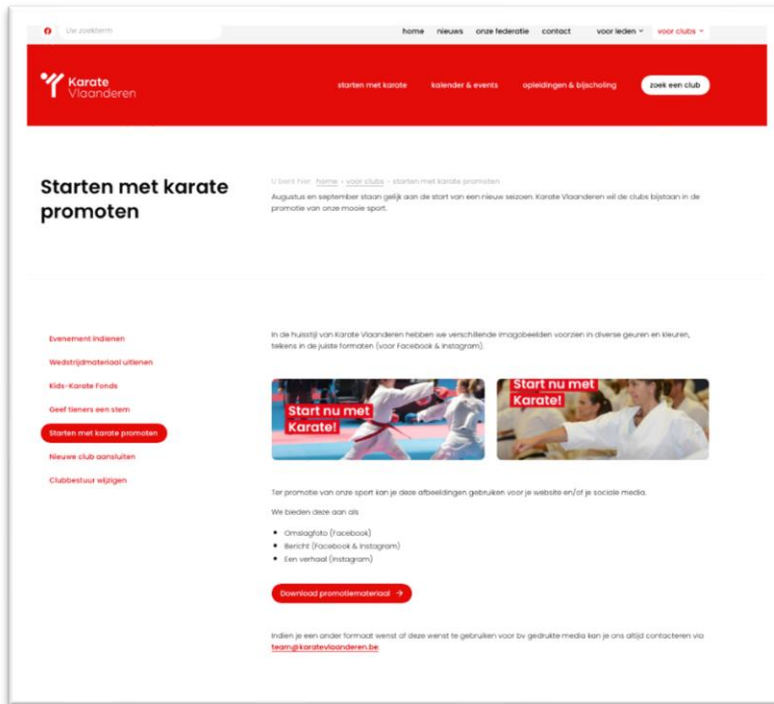 Uw zoekterm
home nieuws onze federatie contact voor leden voor clubs
Karate
Vlaanderen
starten met karate kalender & events opleidingen & bijscholing zoek een club
Starten met karate
promoten
U bent hier: home - voor clubs - starten met karate promoten
Augustus en september staan gelijk aan de start van een nieuw seizoen. Karate Vlaanderen wil de clubs bijstaan in de
promotie van onze mooie sport.
Evenement indienen
Wedstrijdmateriaal uitlenen
Kids-Karate Fonds
Geef tieners een stem
Starten met karate promoten
Nieuwe club aansluiten
Clubbestuur wijzigen
In de huisstijl van Karate Vlaanderen hebben we verschillende imagobeelden voorzien in diverse geuren en kleuren,
telkens in de juiste formaten (voor Facebook & Instagram).
Start nu met
Karate!
Start nu met
Karate!
Ter promotie van onze sport kan je deze afbeeldingen gebruiken voor je website en/of je sociale media.
We bieden deze aan als
Omslagfoto (Facebook)
Bericht (Facebook & Instagram)
Een verhaal (Instagram)
Download promotiemateriaal →
Indien je een ander formaat wenst of deze wenst te gebruiken voor bv gedrukte media kan je ons altijd contacteren via
team@karatevlaanderen.be